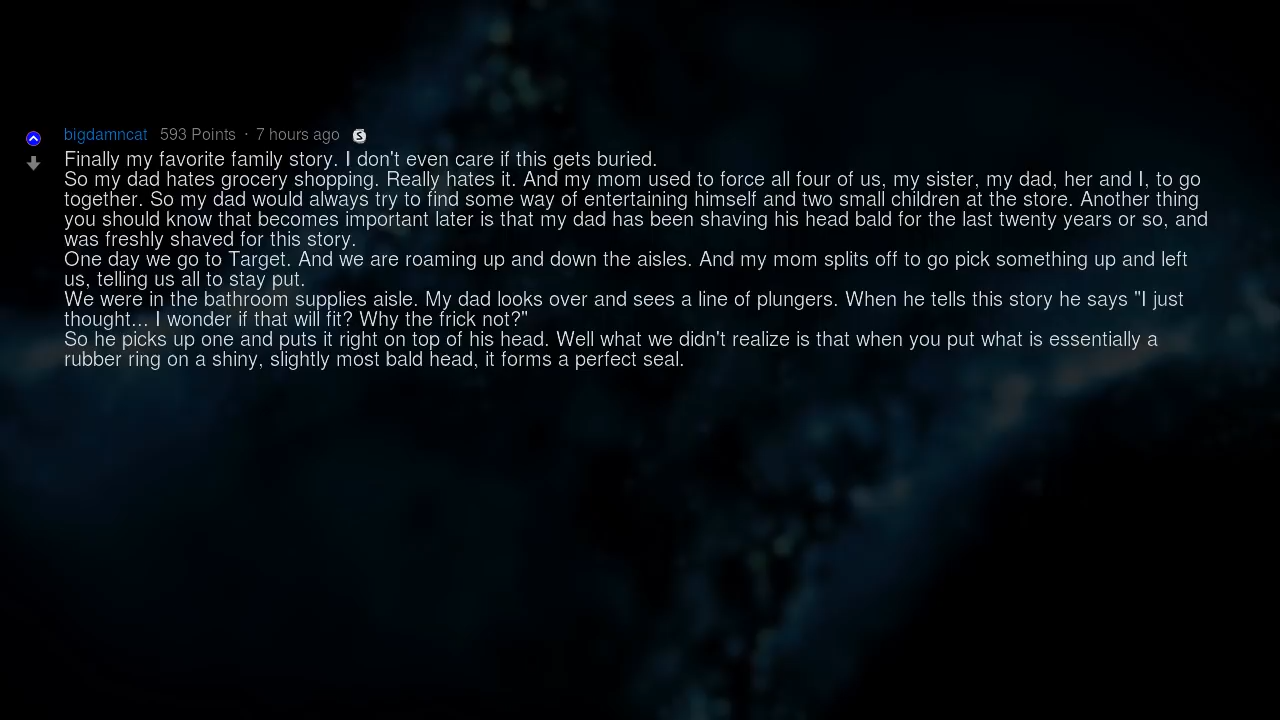 bigdamncat 593 Points · 7 hours ago S
Finally my favorite family story. I don't even care if this gets buried.
So my dad hates grocery shopping. Really hates it. And my mom used to force all four of us, my sister, my dad, her and I, to go
together. So my dad would always try to find some way of entertaining himself and two small children at the store. Another thing
you should know that becomes important later is that my dad has been shaving his head bald for the last twenty years or so, and
was freshly shaved for this story.
One day we go to Target. And we are roaming up and down the aisles. And my mom splits off to go pick something up and left
us, telling us all to stay put.
We were in the bathroom supplies aisle. My dad looks over and sees a line of plungers. When he tells this story he says "I just
thought... I wonder if that will fit? Why the frick not?"
So he picks up one and puts it right on top of his head. Well what we didn't realize is that when you put what is essentially a
rubber ring on a shiny, slightly most bald head, it forms a perfect seal.